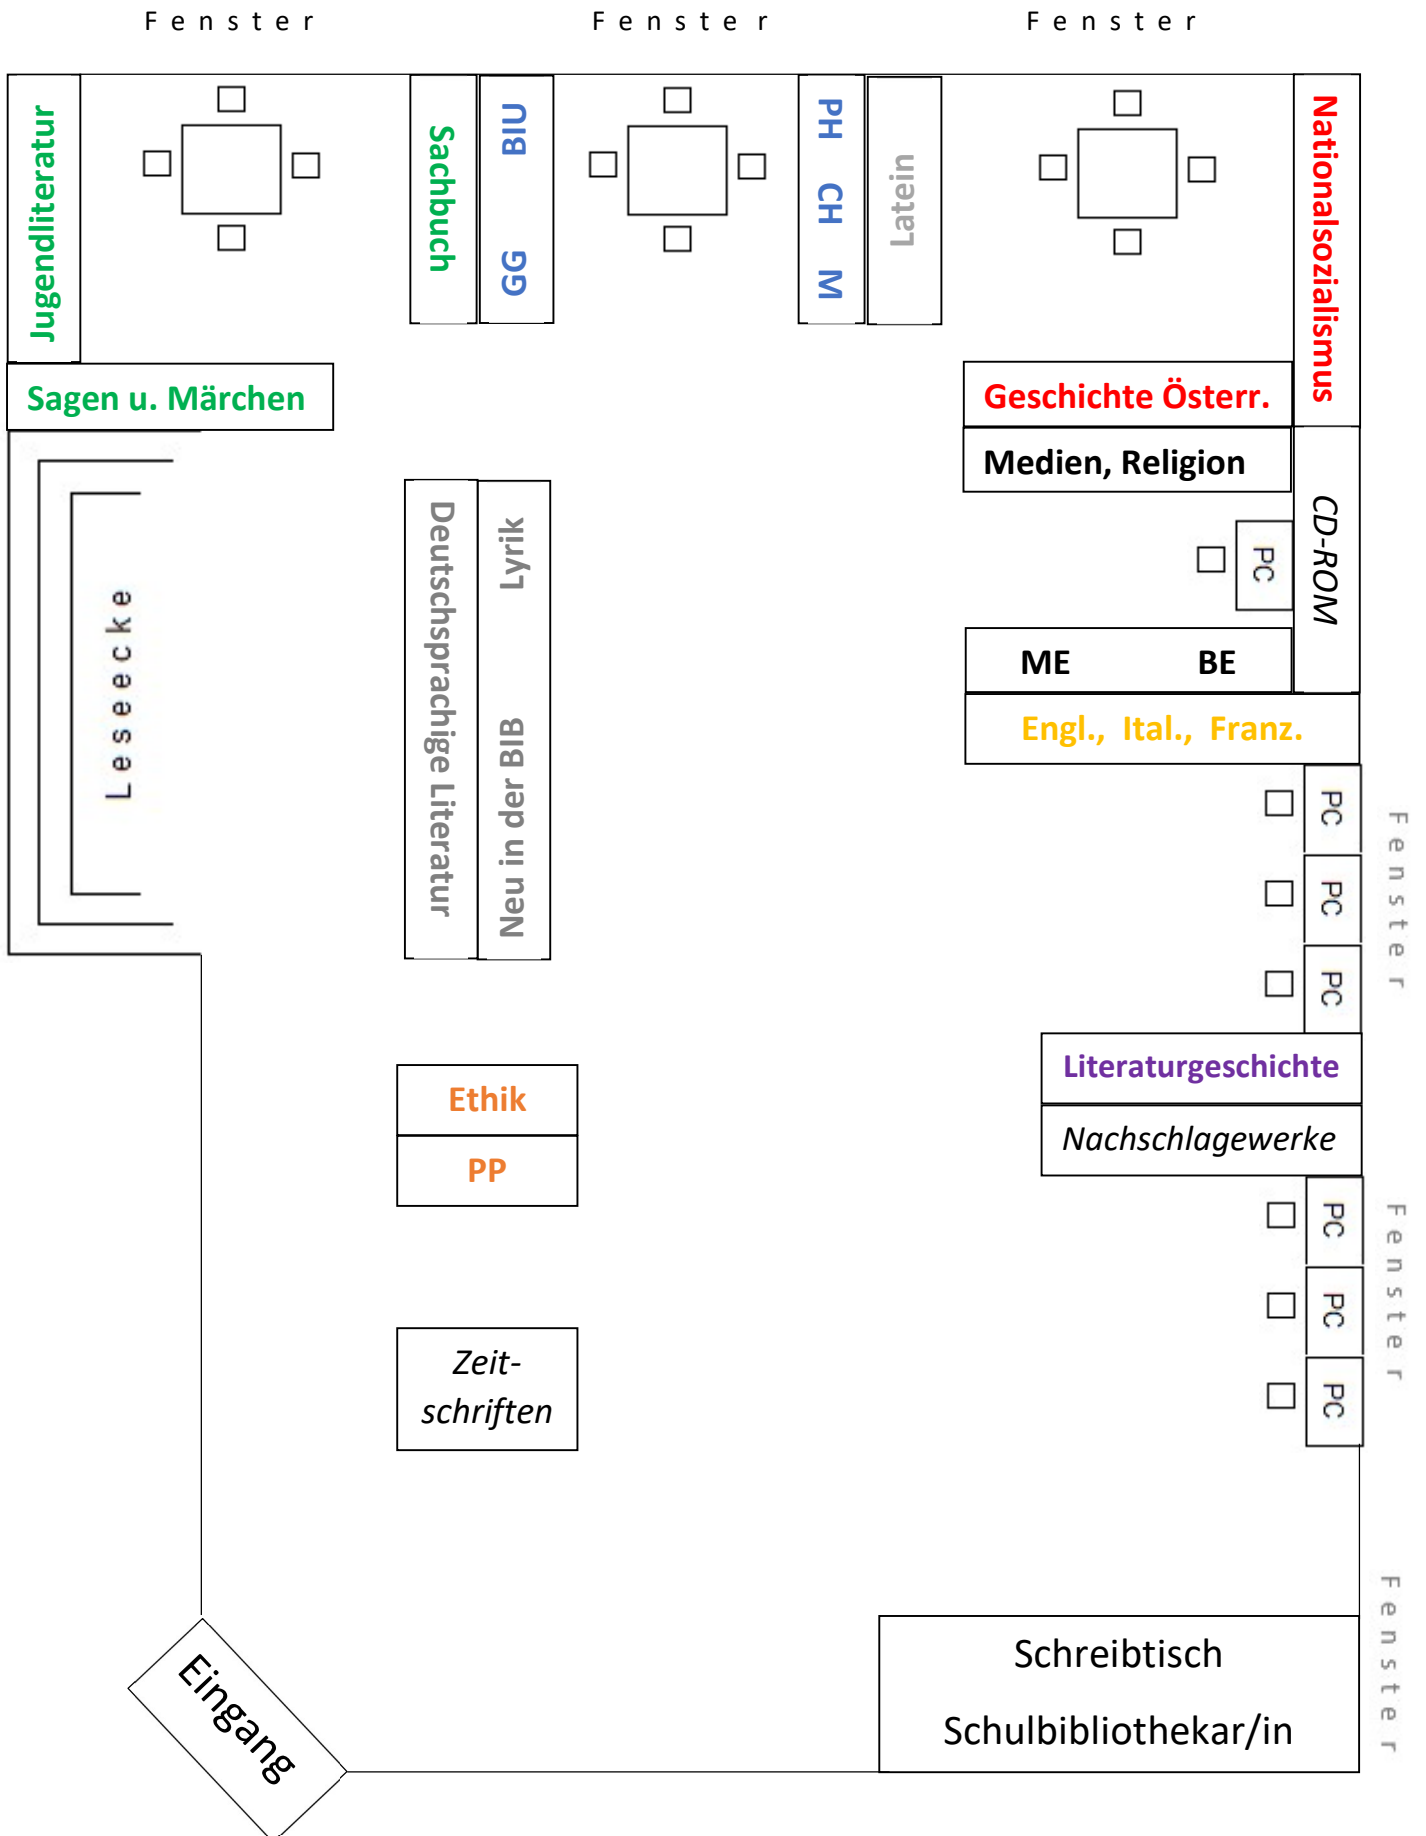 Fenster
Fenster
Fenster
Jugendliteratur
Sachbuch
BIU
GG
PH
CH
M
Latein
Nationalsozialismus
Sagen u. Märchen
Geschichte Österr.
Medien, Religion
CD-ROM
PC
ME BE
Engl., Ital., Franz.
Leseecke
Deutschsprachige Literatur
Lyrik
Neu in der BIB
PC
PC
PC
Fenster
Literaturgeschichte
Nachschlagewerke
Ethik
PP
PC
PC
PC
Fenster
Zeit-
schriften
Fenster
Eingang
Schreibtisch
Schulbibliothekar/in